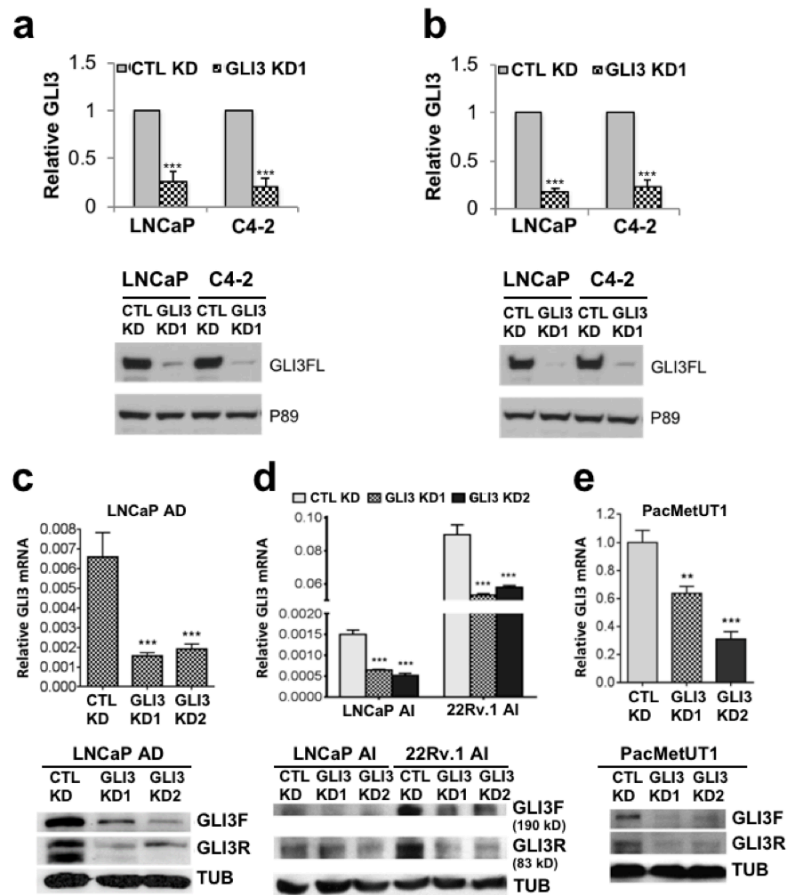 a
1.5
1
0.5
0
Relative GLI3
CTL KD GLI3 KD1
***
***
LNCaP C4-2
LNCaP C4-2
CTL GLI3 CTL GLI3
KD KD1 KD KD1
GLI3FL
P89
b
1.5
1
0.5
0
Relative GLI3
CTL KD GLI3 KD1
***
***
LNCaP C4-2
LNCaP C4-2
CTL GLI3 CTL GLI3
KD KD1 KD KD1
GLI3FL
P89
c
LNCaP AD
Relative GLI3 mRNA
0.008
0.007
0.006
0.005
0.004
0.003
0.002
0.001
0.000
***
***
CTL GLI3 GLI3
KD KD1 KD2
LNCaP AD
CTL GLI3 GLI3
KD KD1 KD2
GLI3F
GLI3R
TUB
d
CTL KD GLI3 KD1 GLI3 KD2
Relative GLI3 mRNA
0.10
0.08
0.06
0.0020
0.0015
0.0010
0.0005
0.0000
*** ***
*** ***
LNCaP AI 22Rv.1 AI
LNCaP AI 22Rv.1 AI
CTL GLI3 GLI3 CTL GLI3 GLI3
KD KD1 KD2 KD KD1 KD2
GLI3F
(190 kD)
GLI3R
(83 kD)
TUB
e
PacMetUT1
Relative GLI3 mRNA
1.2
1.0
0.8
0.6
0.4
0.2
0.0
**
***
CTL GLI3 GLI3
KD KD1 KD2
PacMetUT1
CTL GLI3 GLI3
KD KD1 KD2
GLI3F
GLI3R
TUB